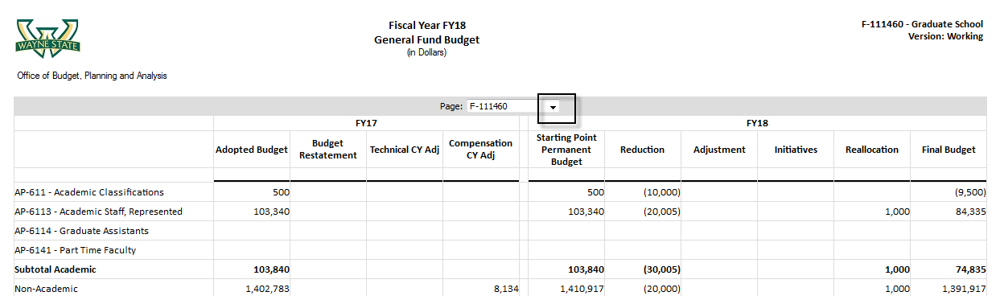 WAYNE STATE
Fiscal Year FY18
General Fund Budget
(in Dollars)
F-111460 - Graduate School
Version: Working
Office of Budget, Planning and Analysis
Page: F-111460
FY17 FY18
Adopted Budget Budget Restatement Technical CY Adj Compensation CY Adj Starting Point Permanent Budget Reduction Adjustment Initiatives Reallocation Final Budget
AP-611 - Academic Classifications 500 500 (10,000) (9,500)
AP-6113 - Academic Staff, Represented 103,340 103,340 (20,005) 1,000 84,335
AP-6114 - Graduate Assistants
AP-6141 - Part Time Faculty
Subtotal Academic 103,840 103,840 (30,005) 1,000 74,835
Non-Academic 1,402,783 8,134 1,410,917 (20,000) 1,000 1,391,917